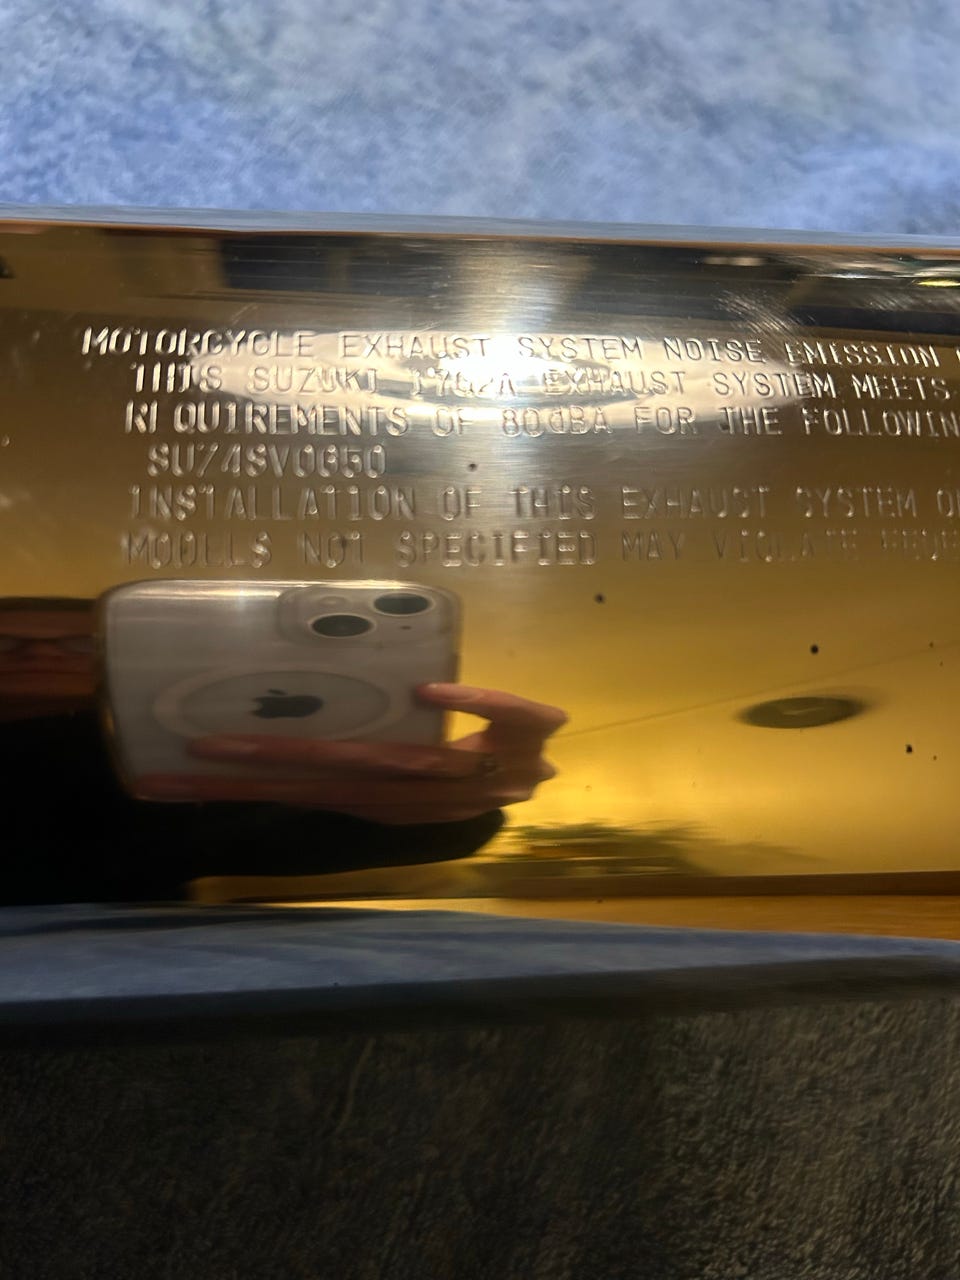 MOTORCYCLE EXHAUST SYSTEM NOISE EMISSION
THIS SUZUKI EXHAUST SYSTEM MEETS
REQUIREMENTS OF 80dBA FOR THE FOLLOWIN
INSTALLATION OF THIS EXHAUST SYSTEM
MODELS NOT SPECIFIED MAY VIOLATE